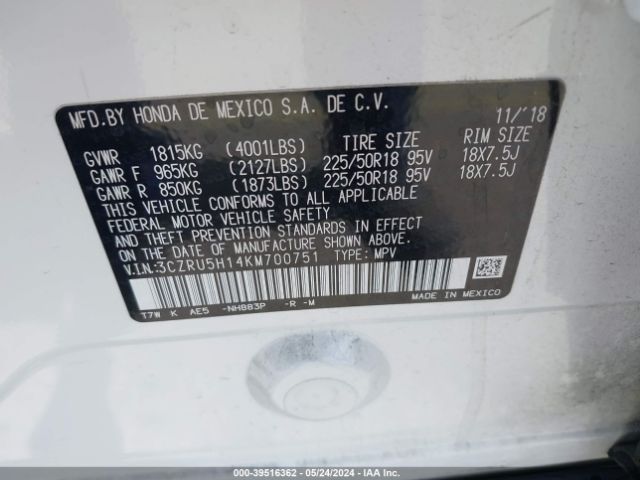 MFD.BY HONDA DE MEXICO S.A. DE C.V. 11/'18
GVWR 1815KG (4001LBS) TIRE SIZE RIM SIZE
GAWR F 965KG (2127LBS) 225/50R18 95V 18X7.5J
GAWR R 850KG (1873LBS) 225/50R18 95V 18X7.5J
THIS VEHICLE CONFORMS TO ALL APPLICABLE
FEDERAL MOTOR VEHICLE SAFETY
AND THEFT PREVENTION STANDARDS IN EFFECT
ON THE DATE OF MANUFACTURE SHOWN ABOVE.
V.I.N:3CZRU5H14KM700751 TYPE: MPV
T7W K AE5 -NH883P -R -M
MADE IN MEXICO
000-39516362 - 05/24/2024 - IAA Inc.